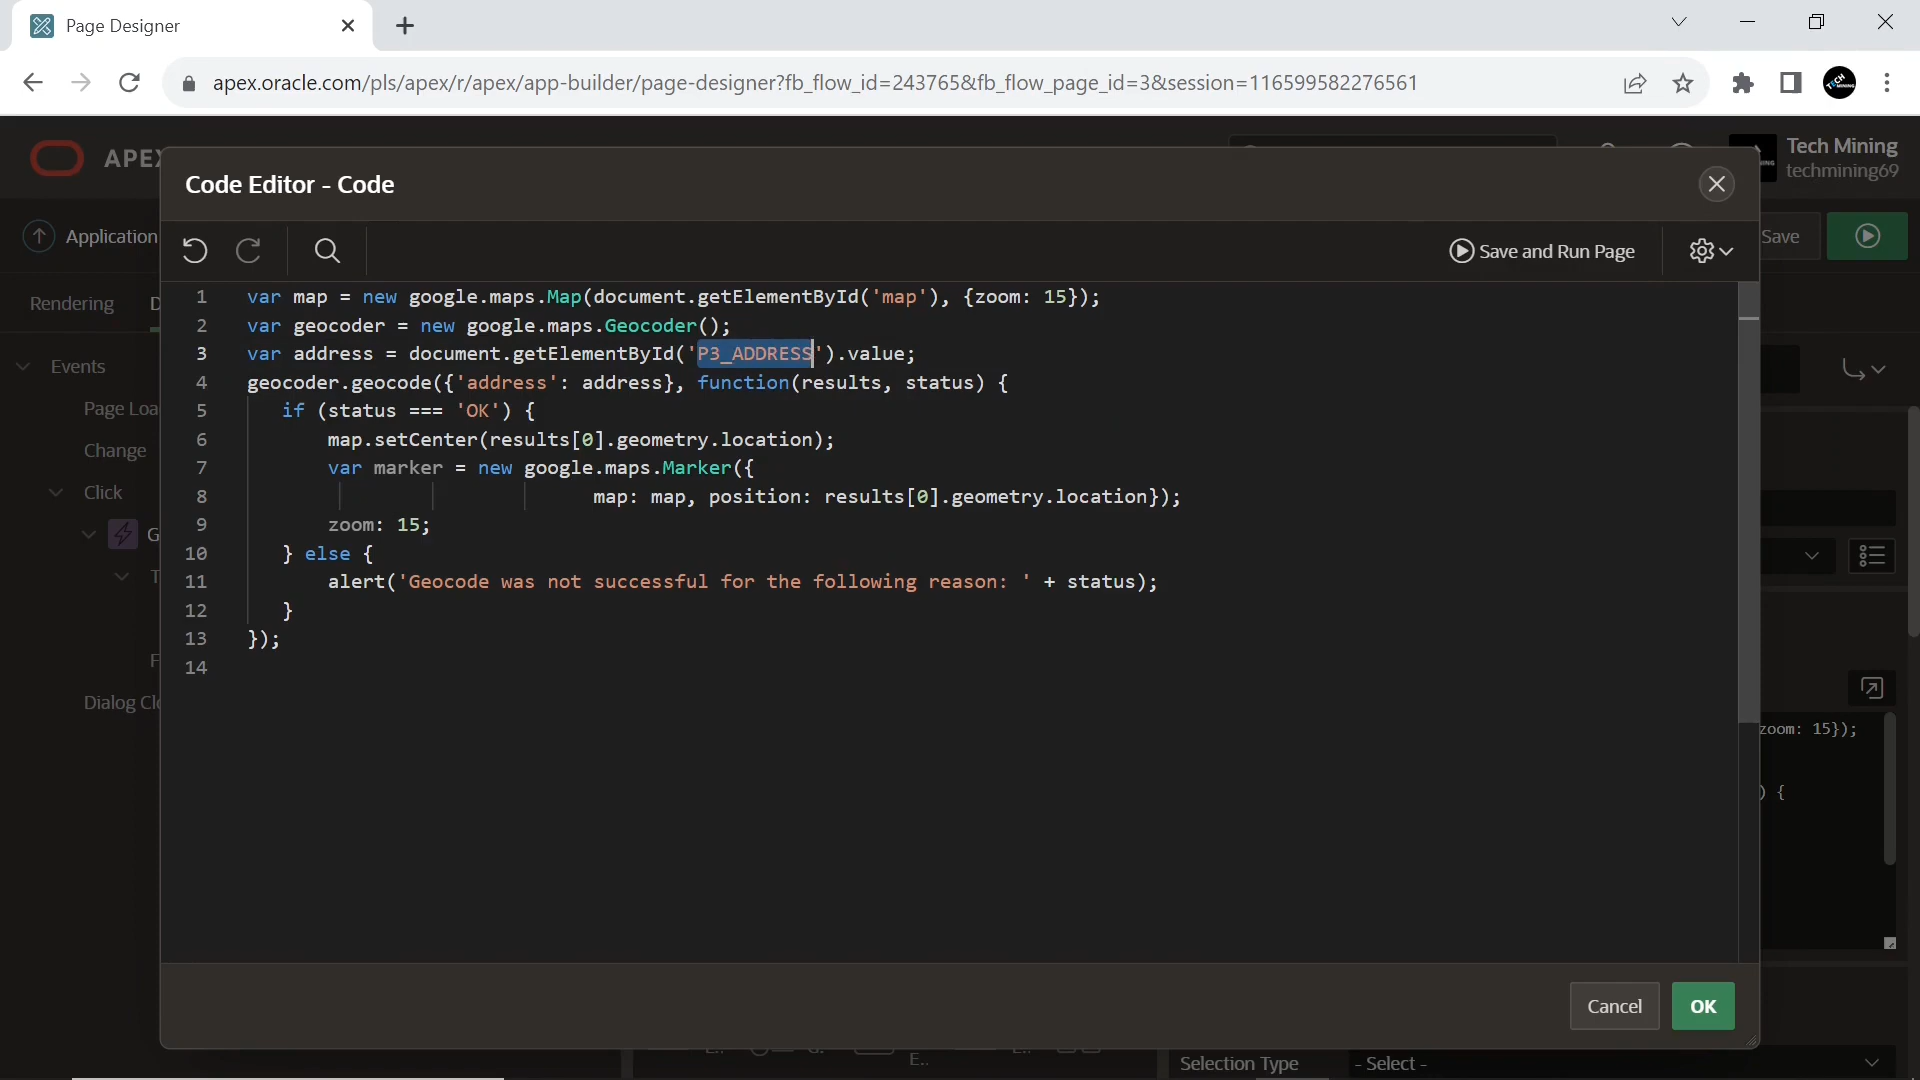 Page Designer
apex.oracle.com/pls/apex/r/apex/app-builder/page-designer?fb_flow_id=243765&fb_flow_page_id=3&session=116599582276561
APEX
Tech Mining
techmining69
Code Editor - Code
Application
Save
Save and Run Page
Rendering
Events
Page Loa
Change
Click
Dialog Clo
1 var map = new google.maps.Map(document.getElementById('map'), {zoom: 15});
2 var geocoder = new google.maps.Geocoder();
3 var address = document.getElementById('P3_ADDRESS').value;
4 geocoder.geocode({'address': address}, function(results, status) {
5 if (status === 'OK') {
6 map.setCenter(results[0].geometry.location);
7 var marker = new google.maps.Marker({
8 map: map, position: results[0].geometry.location});
9 zoom: 15;
10 } else {
11 alert('Geocode was not successful for the following reason: ' + status);
12 }
13 });
14
zoom: 15});
) {
Cancel
OK
Selection Type
- Select -